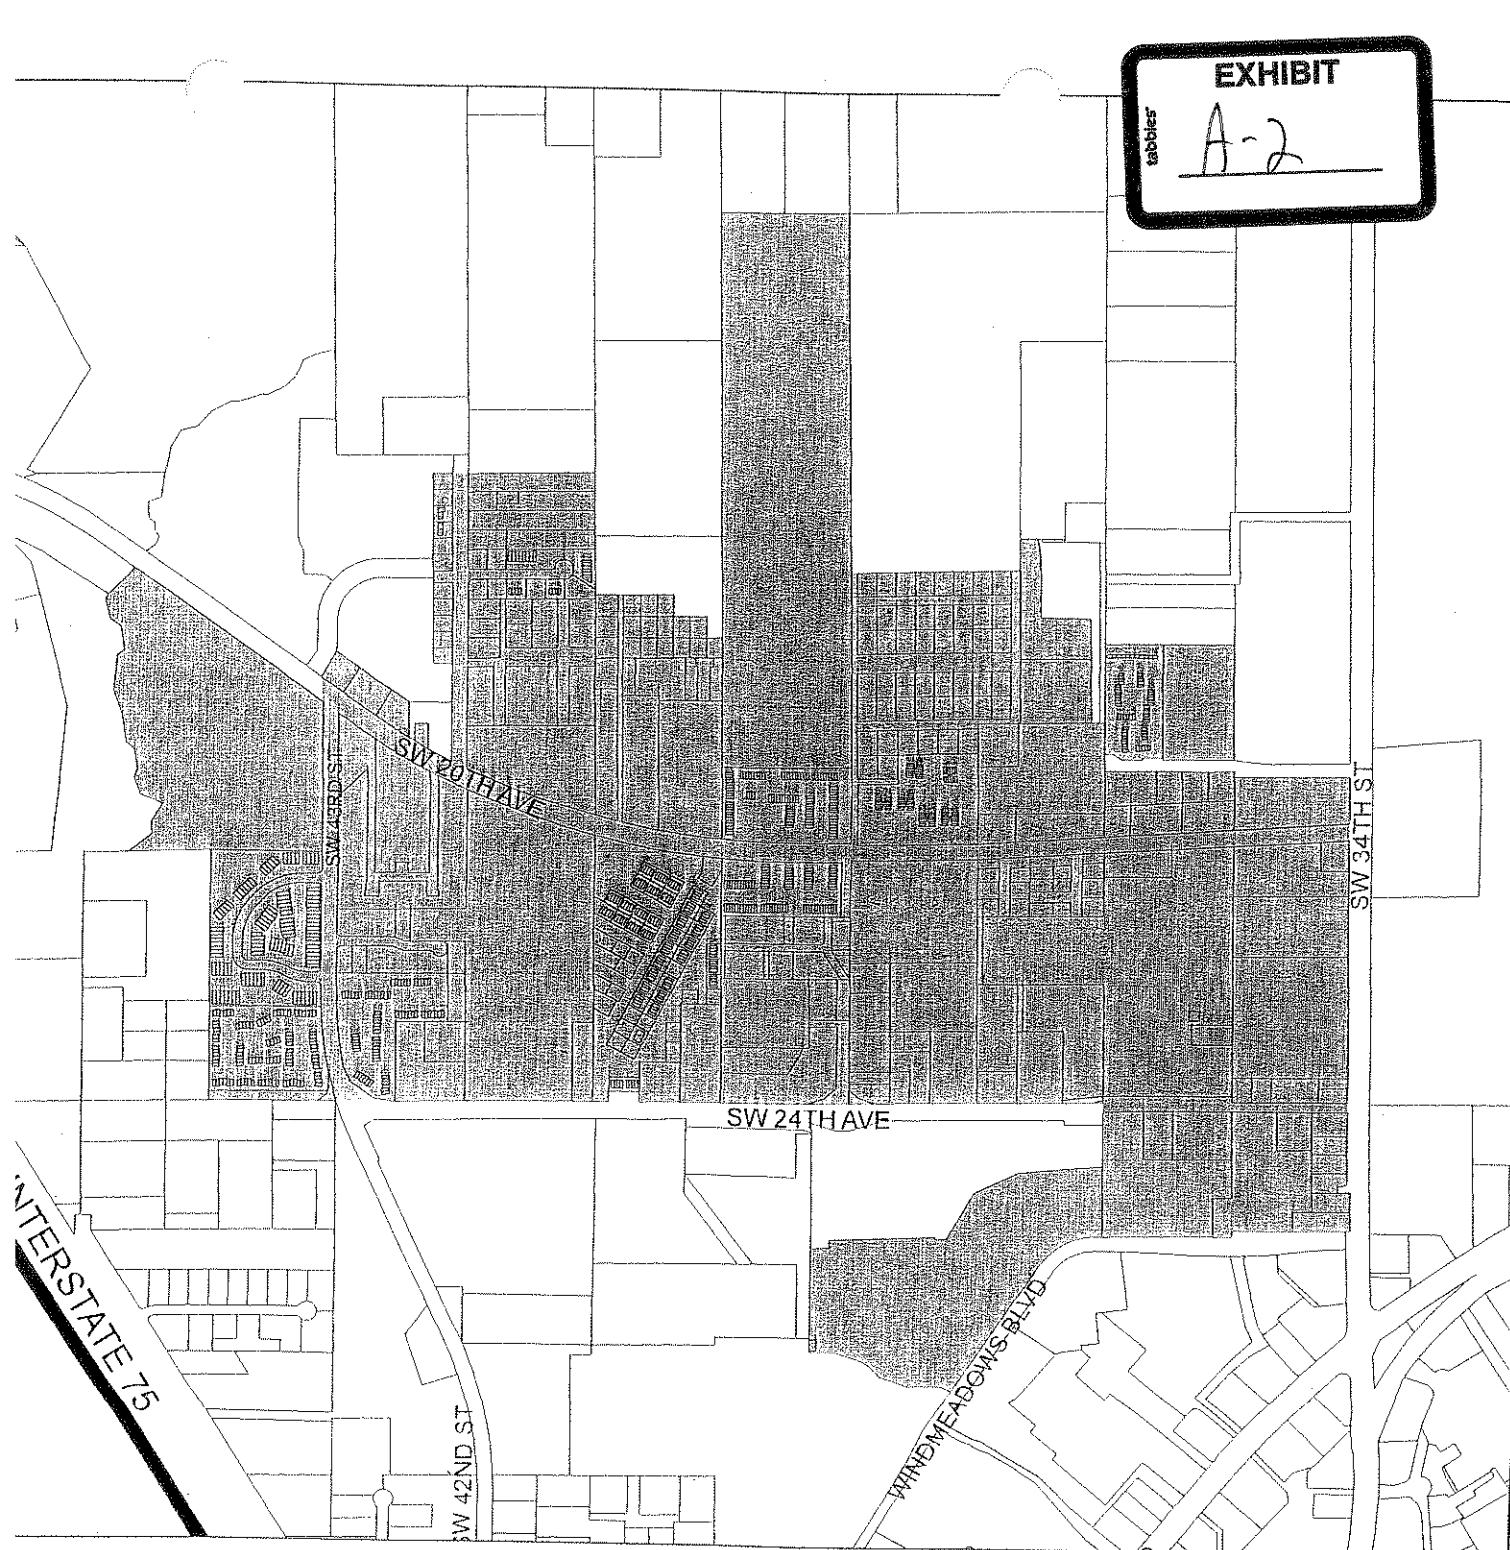 EXHIBIT
tabbies
A-2
SW 20TH AVE
SW 43RD ST
SW 34TH ST
SW 24TH AVE
INTERSTATE 75
WINDMEADOWS BLVD
SW 42ND ST